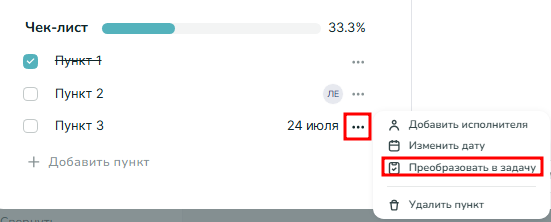 Чек-лист 33.3%
Пункт 1
Пункт 2 ЛЕ
Пункт 3 24 июля
Добавить пункт
Добавить исполнителя
Изменить дату
Преобразовать в задачу
Удалить пункт